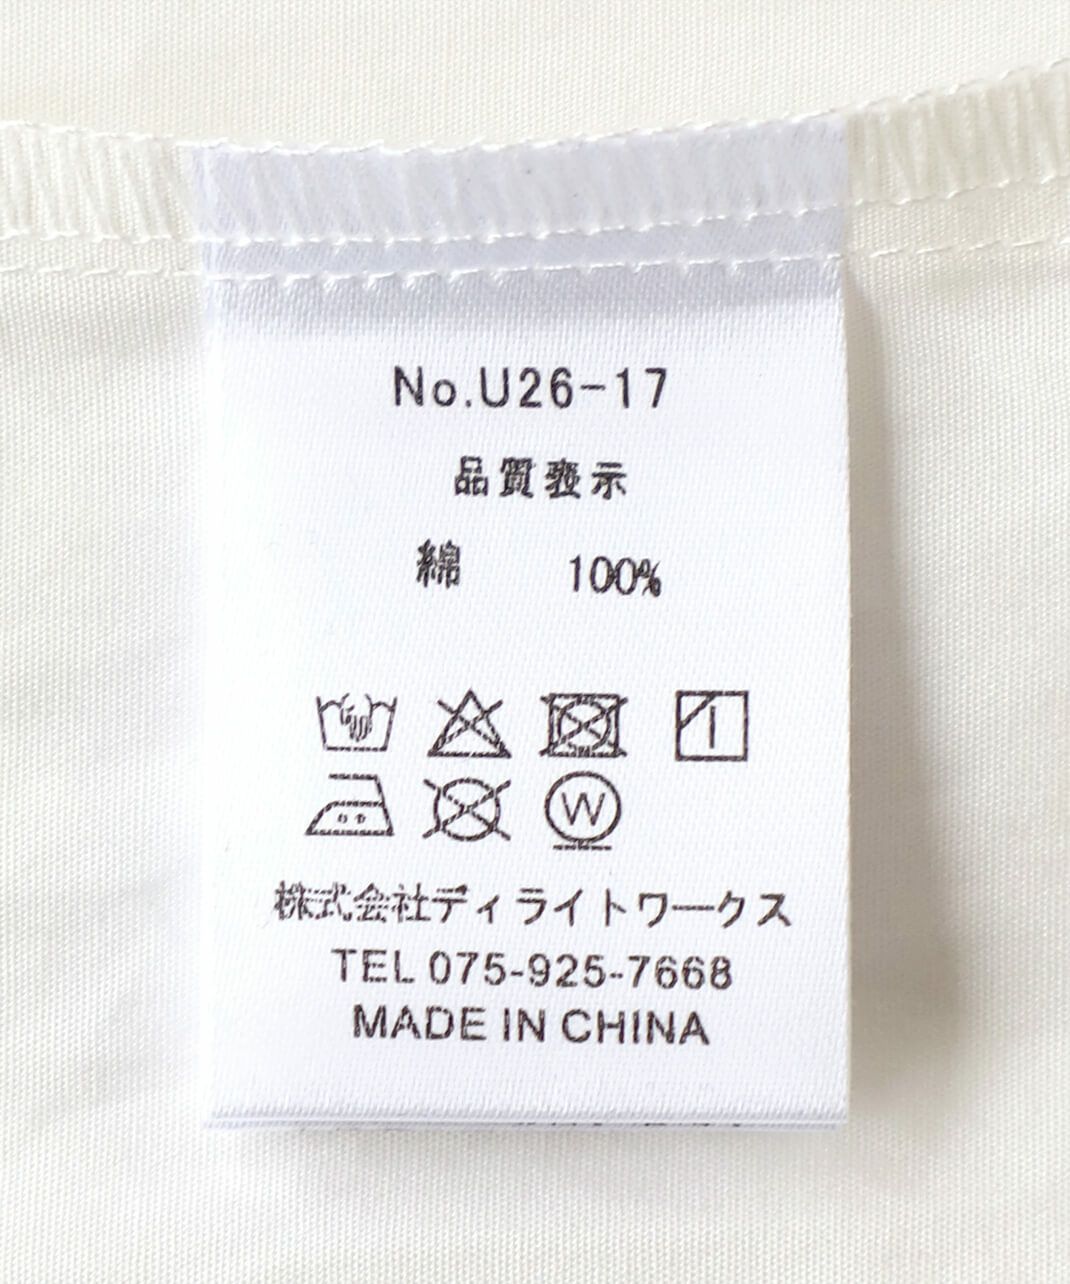 No.U26-17
品質表示
綿 100%
W
株式会社ディライトワークス
TEL 075-925-7668
MADE IN CHINA